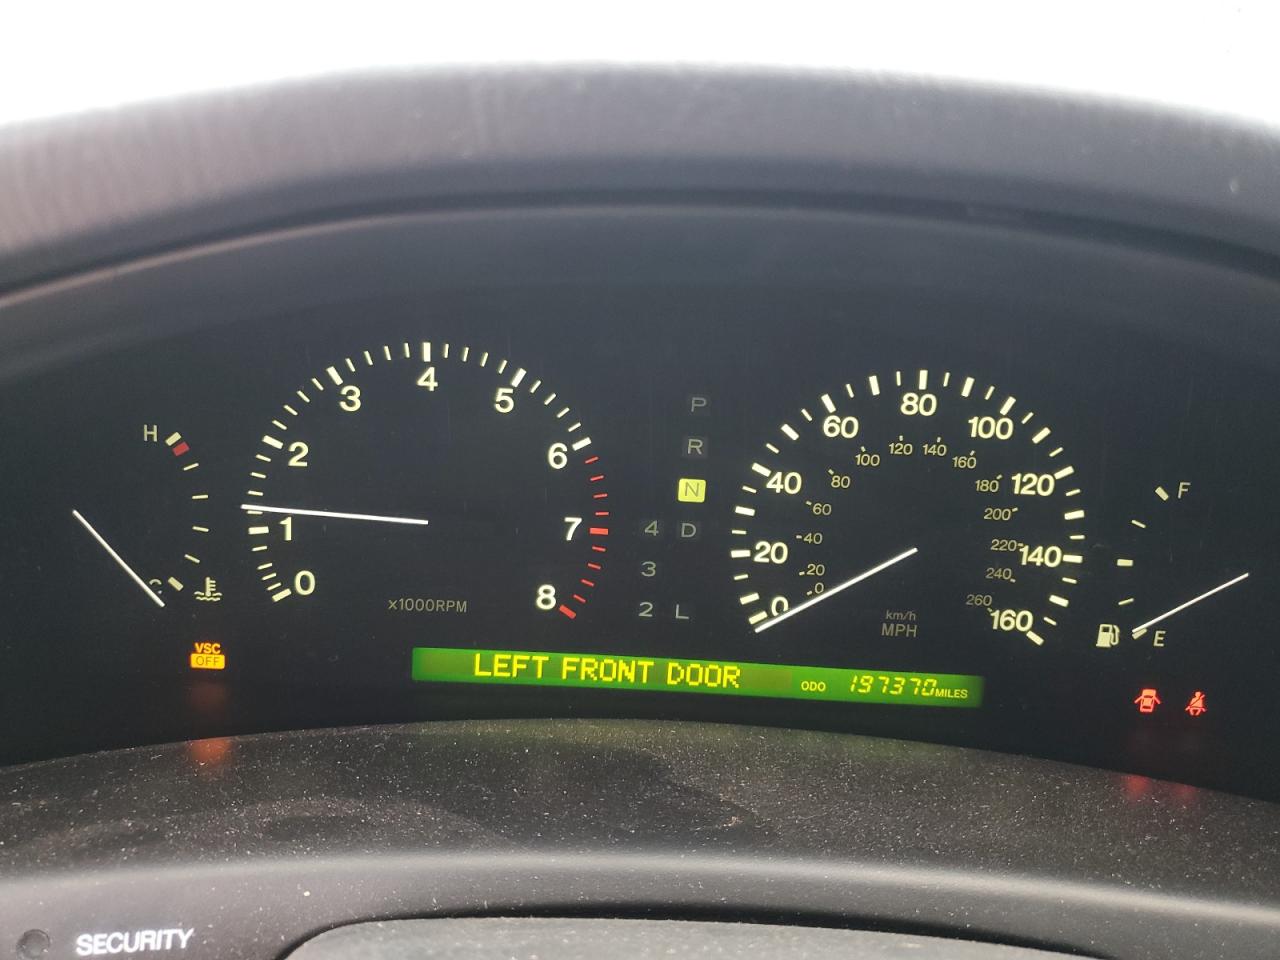 H
C
0
1
2
3
4
5
6
7
8
x1000RPM
P
R
N
4 D
3
2 L
0
20
40
60
80
100
120
140
160
0
20
40
60
80
100
120
140
160
180
200
220
240
260
km/h
MPH
F
E
VSC
OFF
LEFT FRONT DOOR ODO 197370 MILES
SECURITY